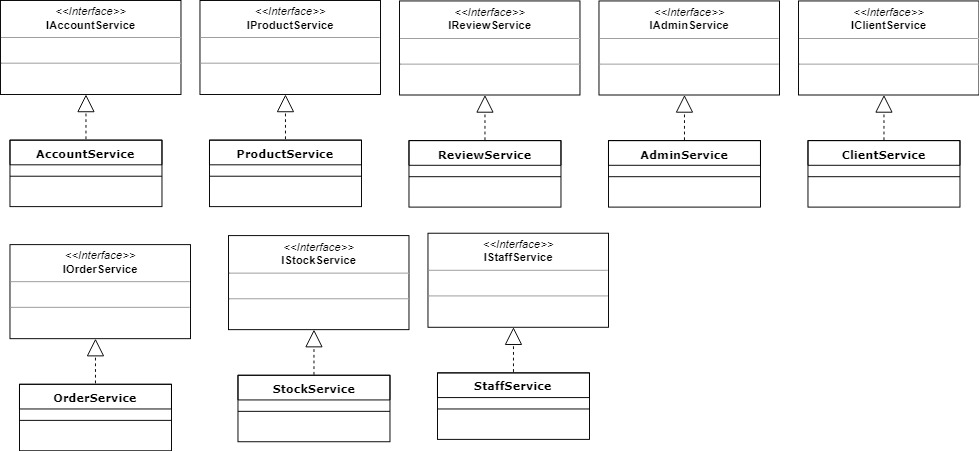 <<Interface>>
IAccountService
<<Interface>>
IProductService
<<Interface>>
IReviewService
<<Interface>>
IAdminService
<<Interface>>
IClientService
AccountService
ProductService
ReviewService
AdminService
ClientService
<<Interface>>
IOrderService
<<Interface>>
IStockService
<<Interface>>
IStaffService
OrderService
StockService
StaffService